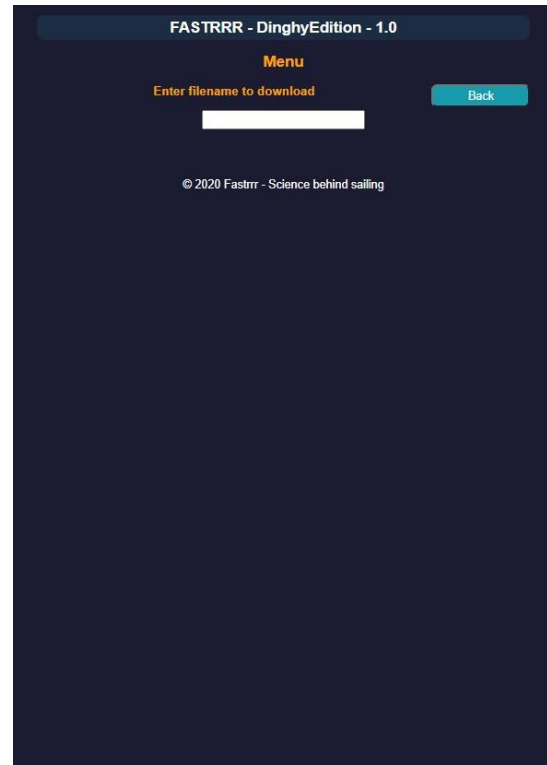 FASTRRR - DinghyEdition - 1.0
Menu
Enter filename to download
Back
© 2020 Fastrrr - Science behind sailing